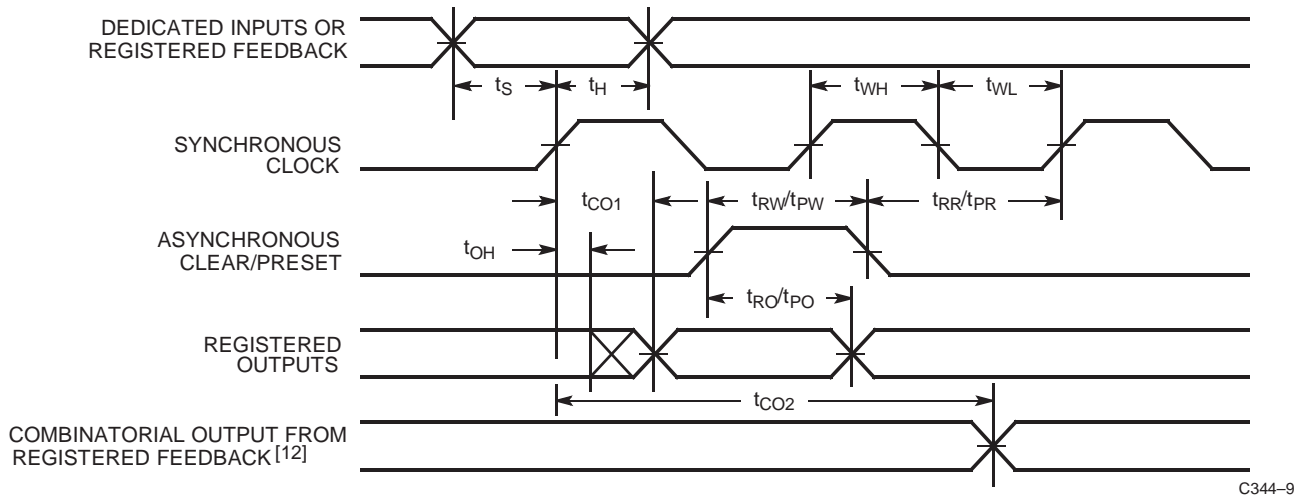 DEDICATED INPUTS OR
REGISTERED FEEDBACK
tS
tH
tWH
tWL
SYNCHRONOUS
CLOCK
tCO1
tRW/tPW
tRR/tPR
ASYNCHRONOUS
CLEAR/PRESET
tOH
tRO/tPO
REGISTERED
OUTPUTS
tCO2
COMBINATORIAL OUTPUT FROM
REGISTERED FEEDBACK [12]
C344–9